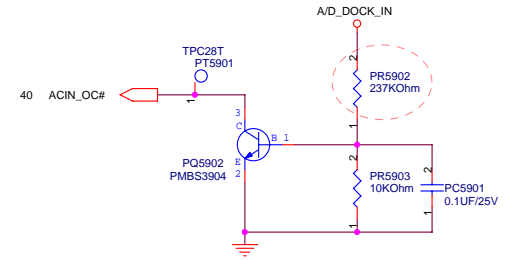 A/D_DOCK_IN
TPC28T
PT5901
2
PR5902
237KOhm
40 ACIN_OC#
1
1
3
C
B 1
E
2
PQ5902
PMBS3904
2
PR5903
10KOhm
1
2
PC5901
0.1UF/25V
1